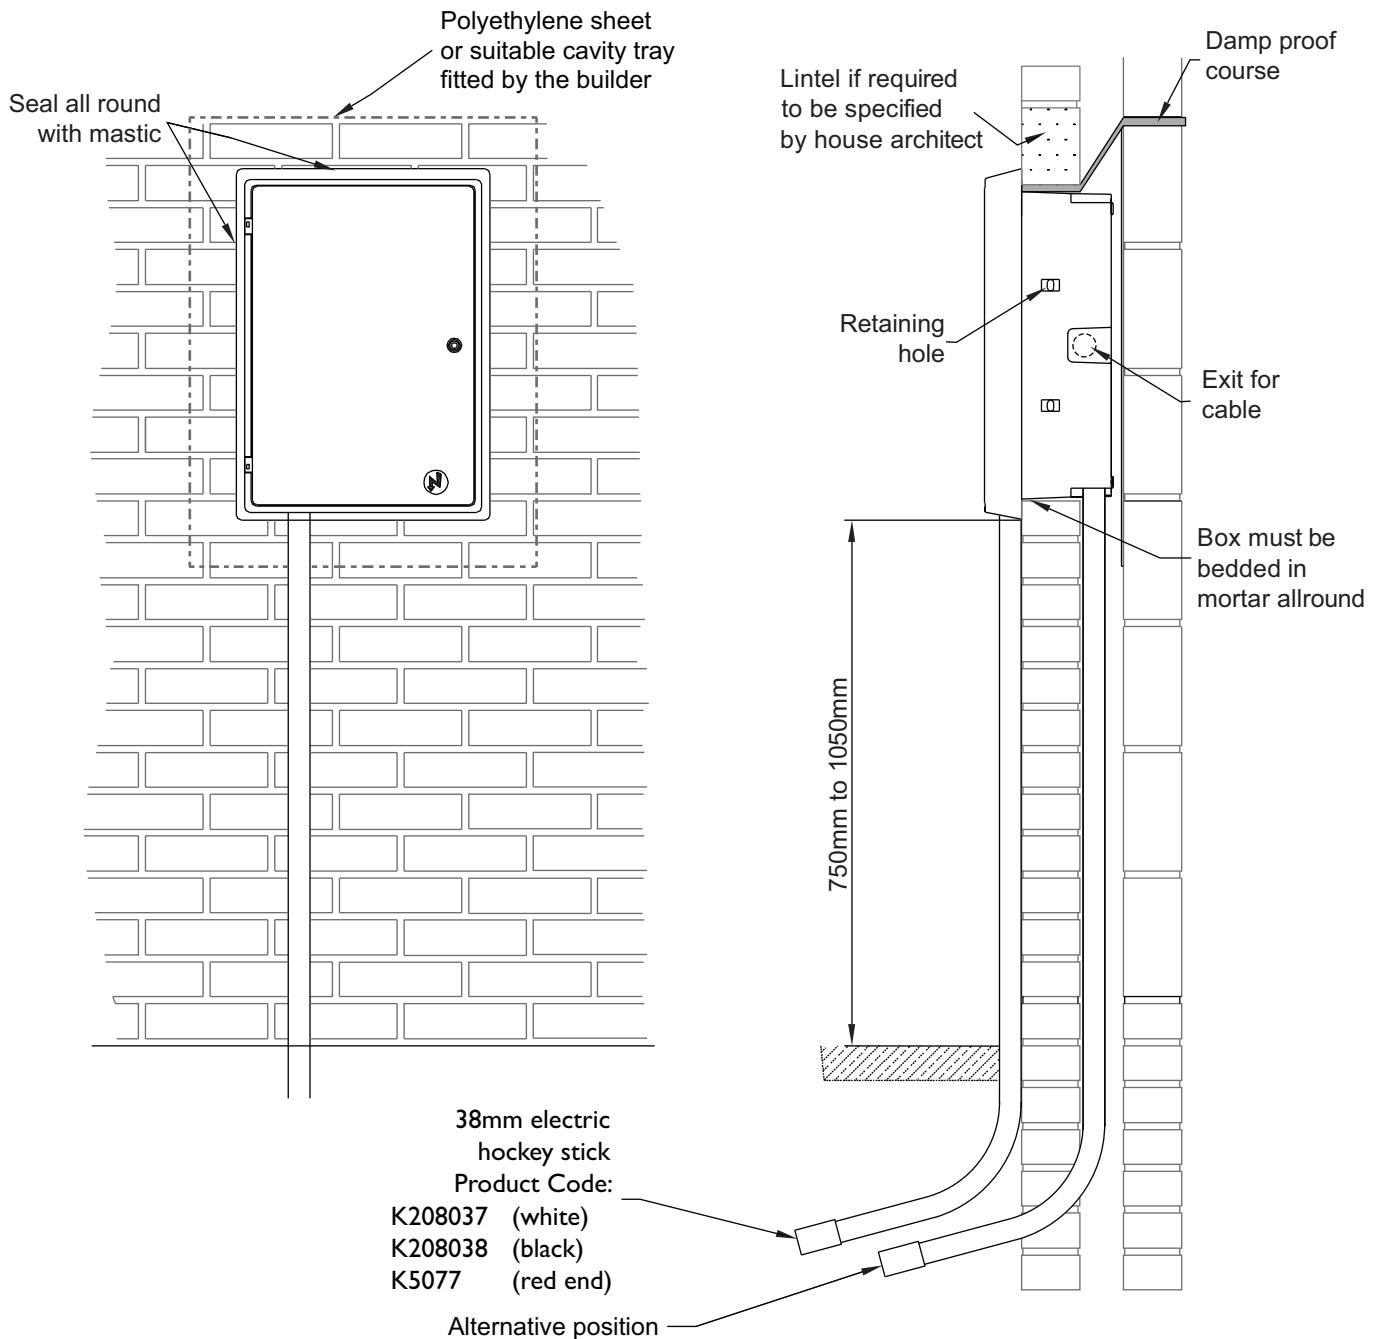 Polyethylene sheet
or suitable cavity tray
fitted by the builder
Seal all round
with mastic
Lintel if required
to be specified
by house architect
Damp proof
course
Retaining
hole
Exit for
cable
Box must be
bedded in
mortar allround
750mm to 1050mm
38mm electric
hockey stick
Product Code:
K208037 (white)
K208038 (black)
K5077 (red end)
Alternative position